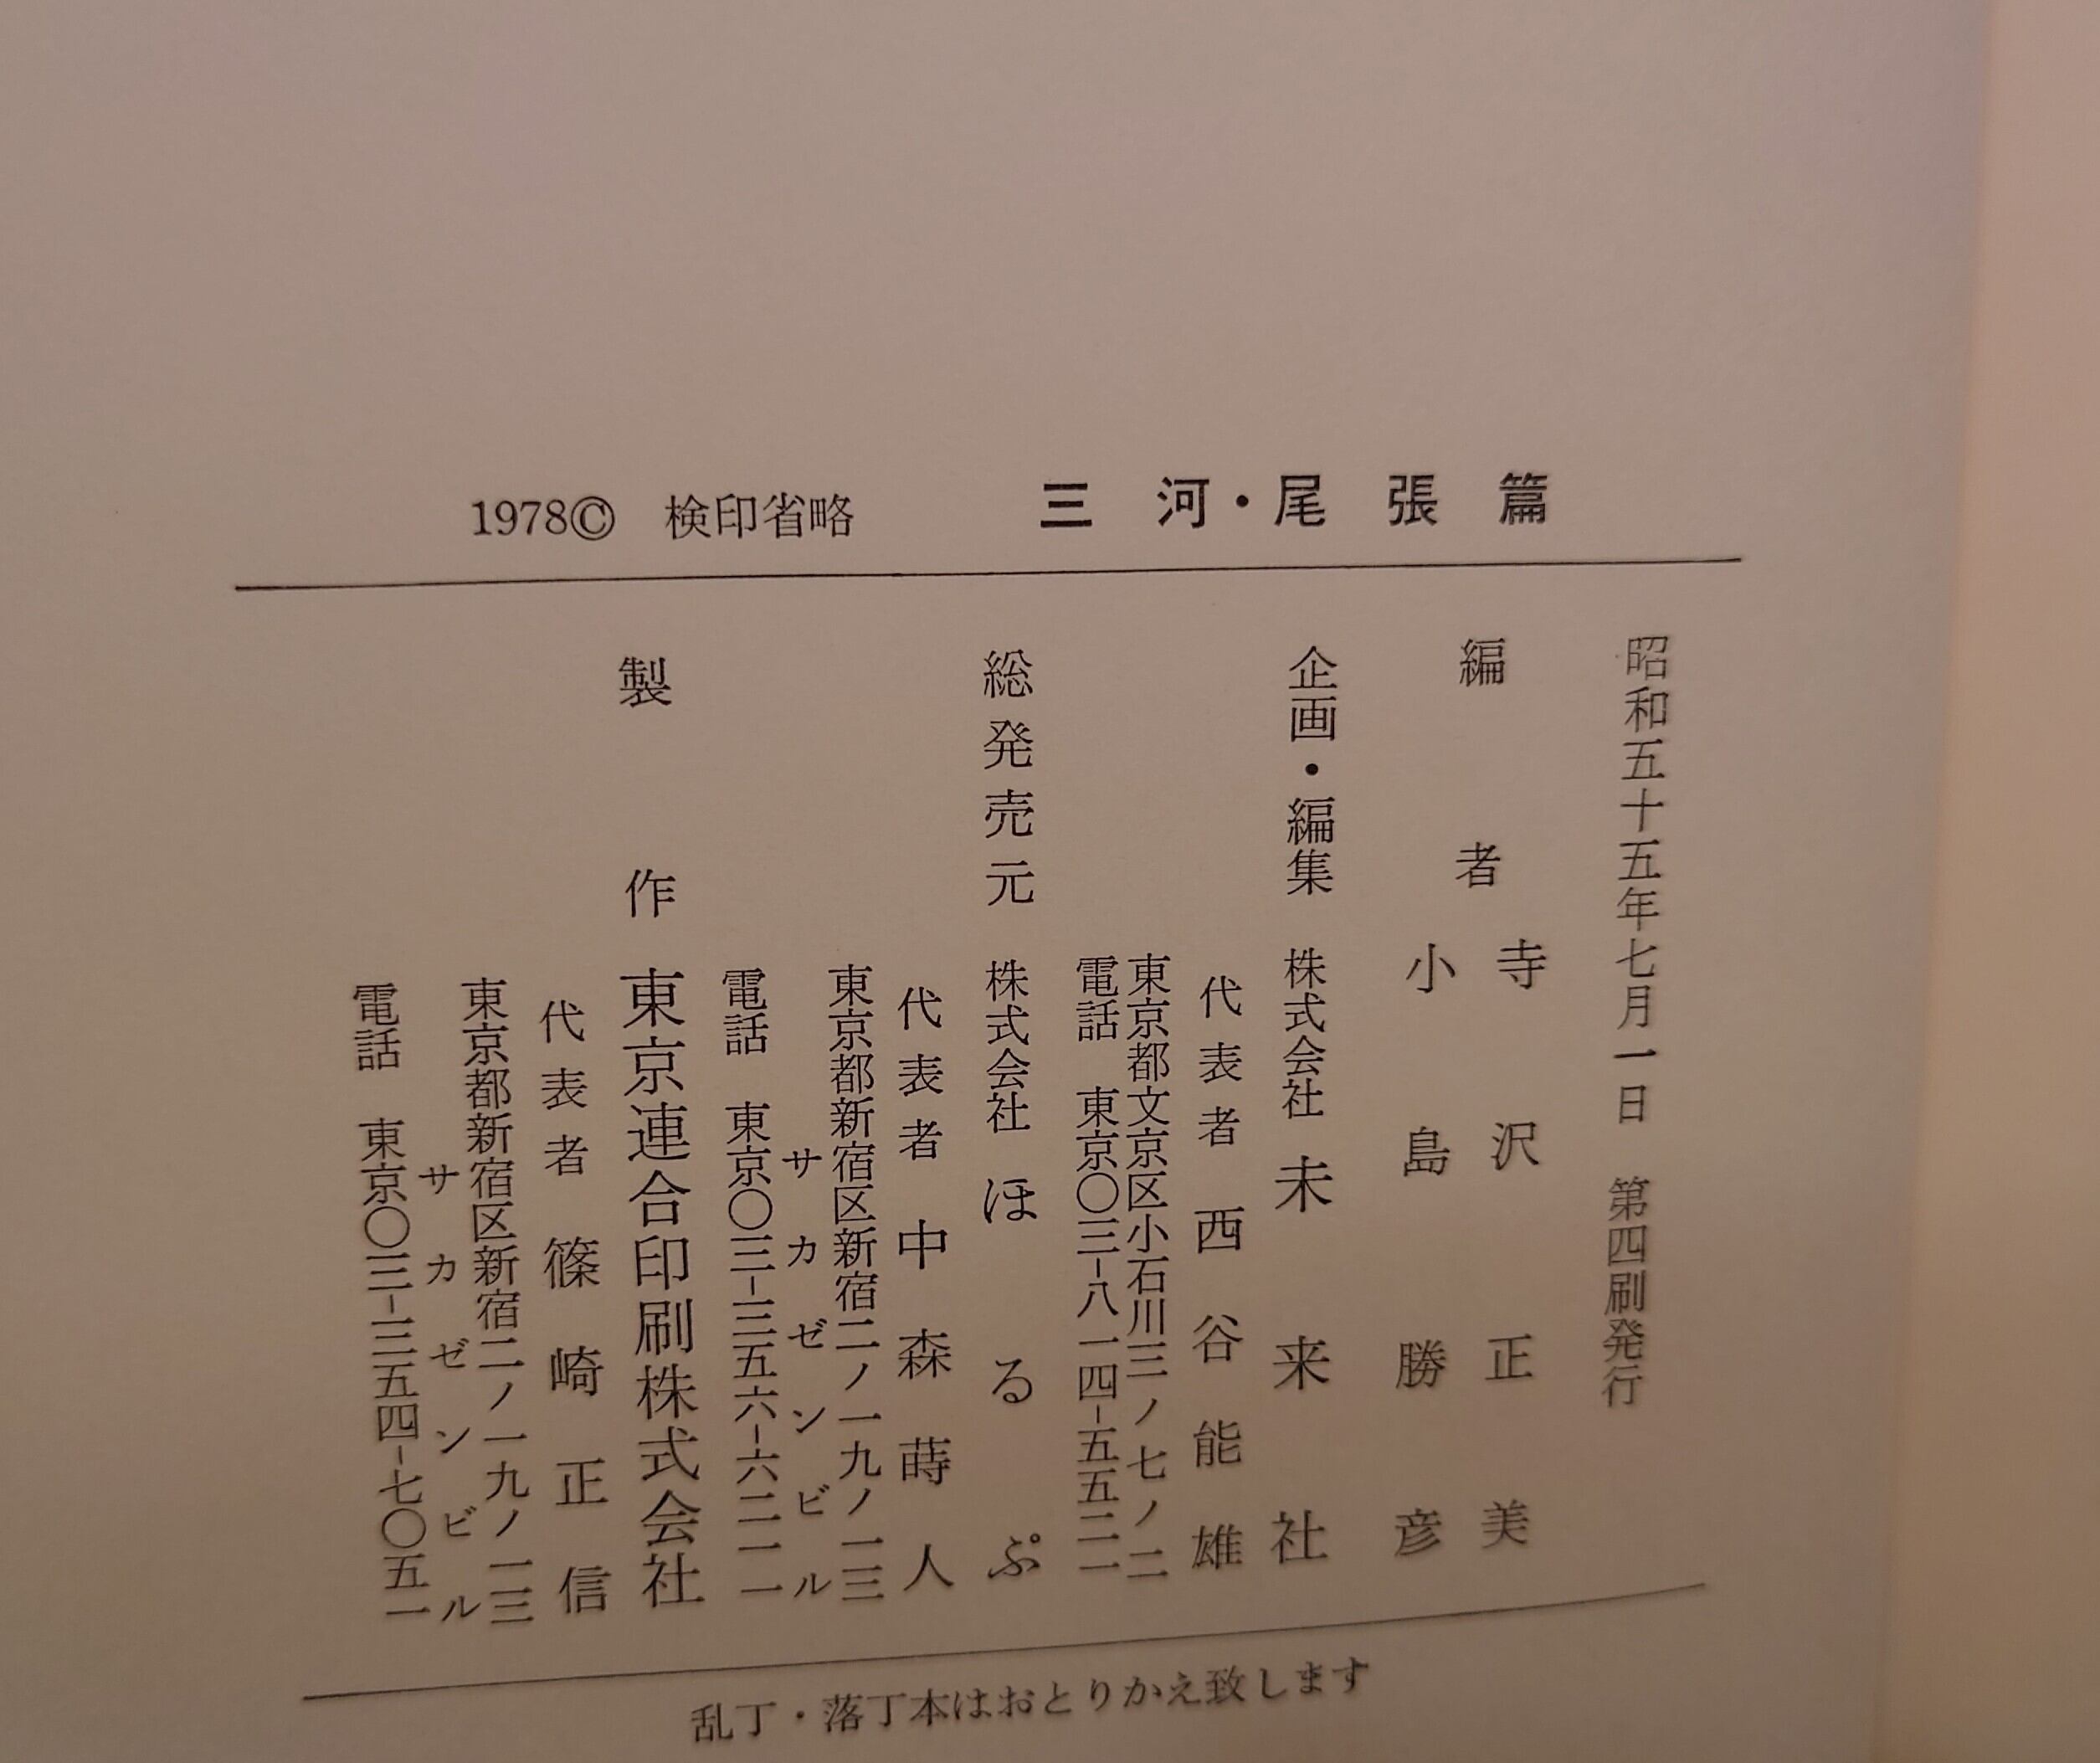 1978© 検印省略
三河・尾張篇
昭和五十五年七月一日 第四刷発行
編者
寺沢正美
小島勝彦
企画・編集 株式会社 未来社
代表者 西谷能雄
東京都文京区小石川三ノ七ノ二
電話 東京〇三-八一四-五五二一
総発売元 株式会社 ほるぷ
代表者 中森蒔人
東京都新宿区新宿二ノ一九ノ一三
サカゼンビル
電話 東京〇三-三五六-六二一一
製作 東京連合印刷株式会社
代表者 篠崎正信
東京都新宿区新宿二ノ一九ノ一三
サカゼンビル
電話 東京〇三-三五四-七〇五一
乱丁・落丁本はおとりかえ致します